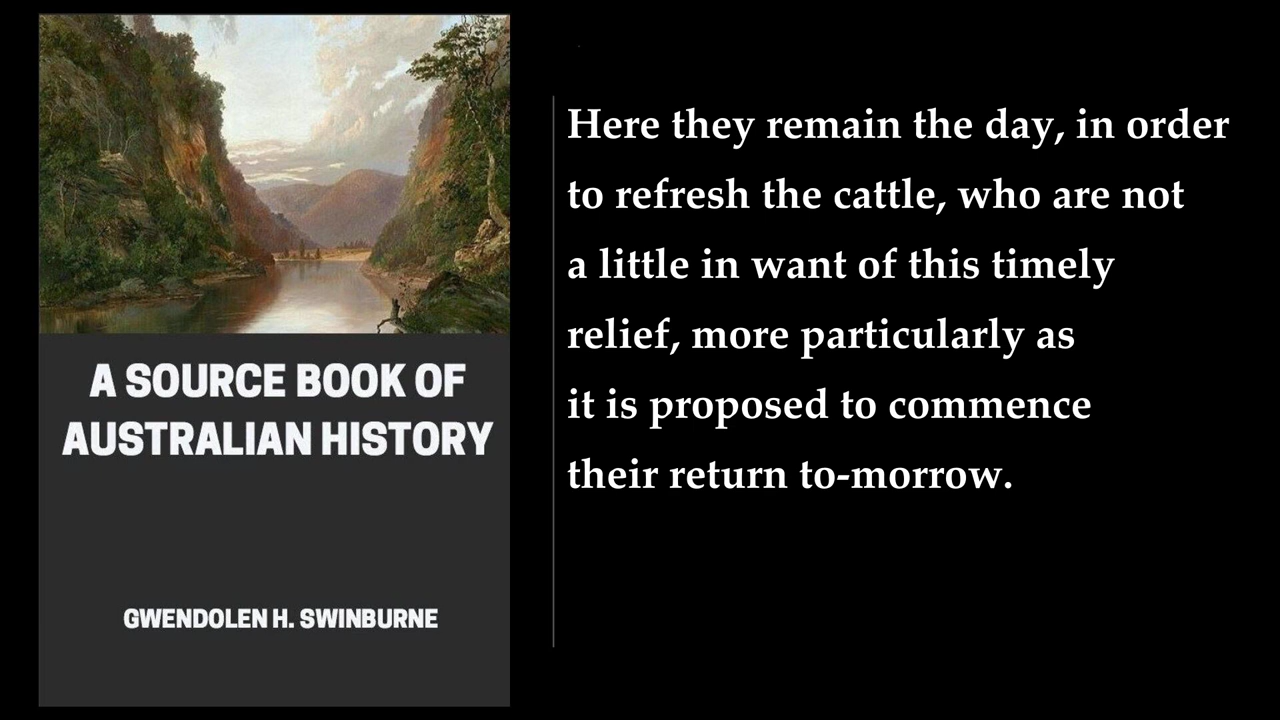 A SOURCE BOOK OF
AUSTRALIAN HISTORY
GWENDOLEN H. SWINBURNE
Here they remain the day, in order
to refresh the cattle, who are not
a little in want of this timely
relief, more particularly as
it is proposed to commence
their return to-morrow.